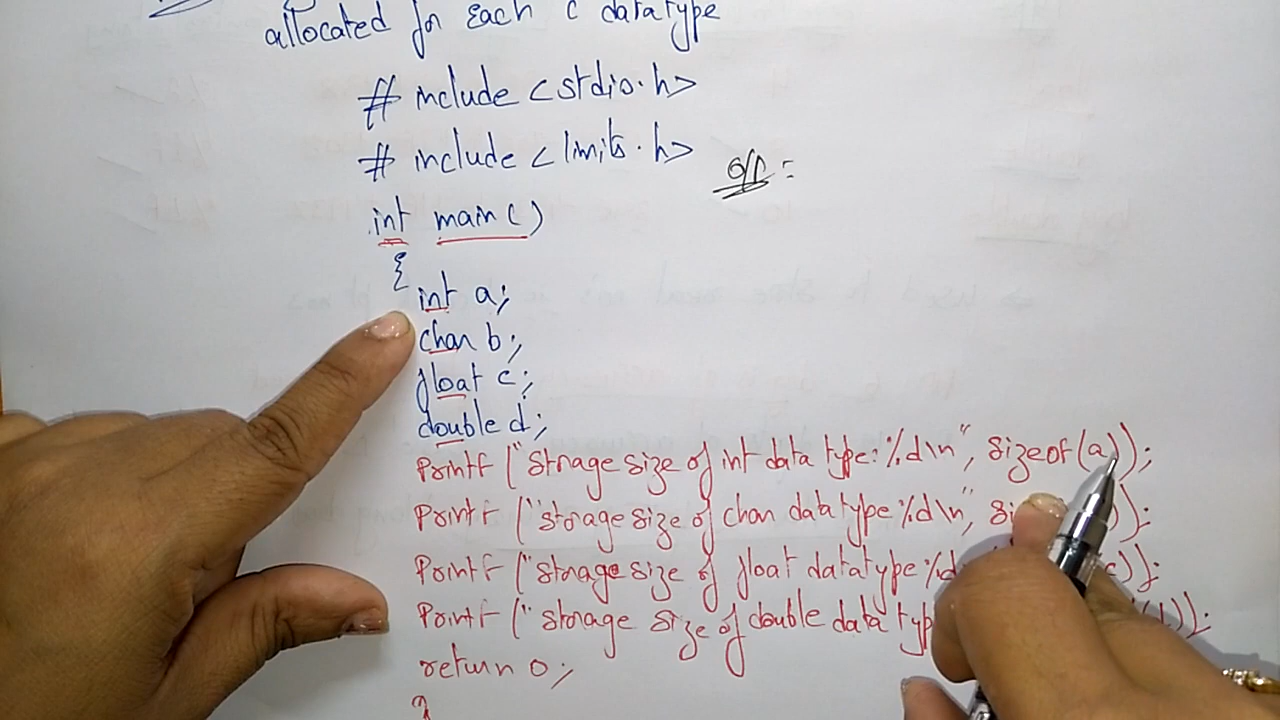 allocated for each c datatype
# include <stdio.h>
# include <limits.h>
o/p :
int main()
{
int a;
char b;
float c;
double d;
Printf ("Storage size of int data type:%d\n", sizeof(a));
Printf ("storage size of char datatype %d\n", ));
Printf ("storage size of float datatype %d c));
Printf (" storage size of double data typ ));
return 0;
}